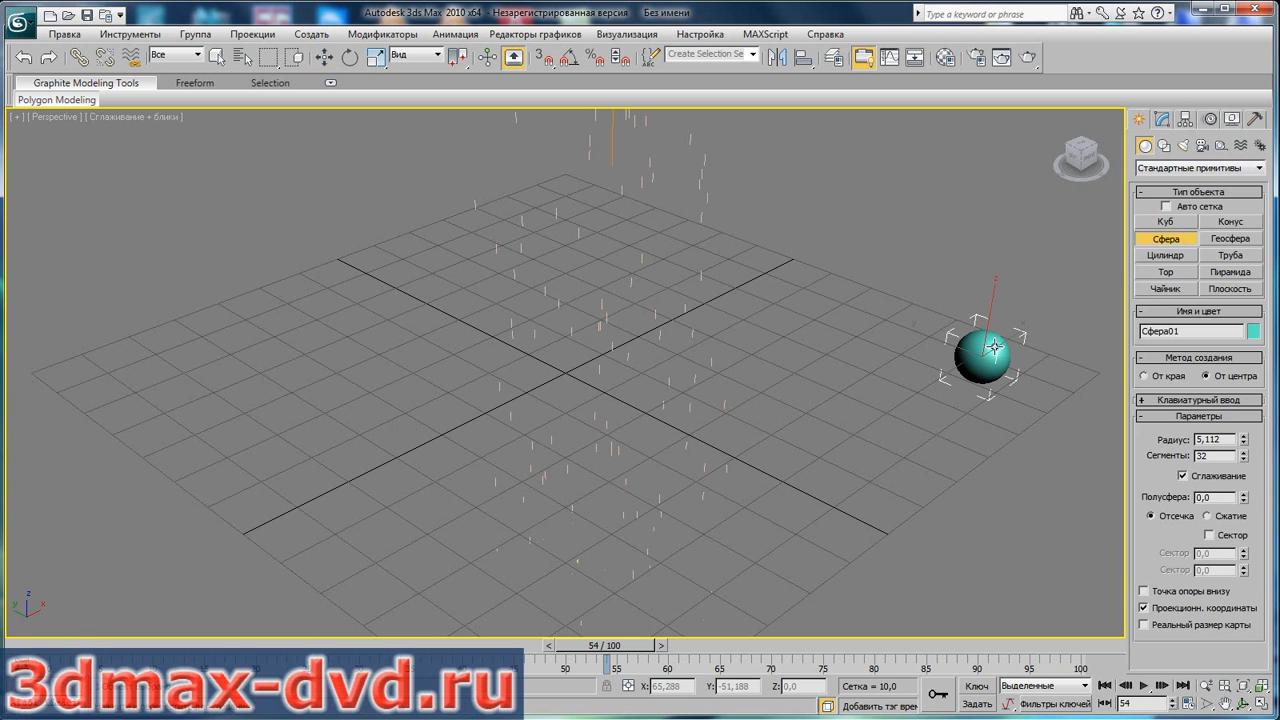 Autodesk 3ds Max 2010 x64 - Незарегистрированная версия Без имени
Type a keyword or phrase
Правка Инструменты Группа Проекции Создать Модификаторы Анимация Редакторы графиков Визуализация Настройка MAXScript Справка
Все
Вид
Create Selection Se
Graphite Modeling Tools Freeform Selection
Polygon Modeling
[ + ] [ Perspective ] [ Сглаживание + блики ]
Стандартные примитивы
- Тип объекта
Авто сетка
Куб Конус
Сфера Геосфера
Цилиндр Труба
Тор Пирамида
Чайник Плоскость
- Имя и цвет
Сфера01
- Метод создания
От края От центра
+ Клавиатурный ввод
- Параметры
Радиус: 5,112
Сегменты: 32
Сглаживание
Полусфера: 0,0
Отсечка Сжатие
Сектор
Сектор 0,0
Сектор 0,0
Точка опоры внизу
Проекционн. координаты
Реальный размер карты
z
z
y x
< 54 / 100 >
50 55 60 65 70 75 80 85 90 95 100
3dmax-dvd.ru
X: 65,288 Y: -51,188 Z: 0,0 Сетка = 10,0
Ключ Выделенные
Добавить тэг врем
Задать Фильтры ключей 54